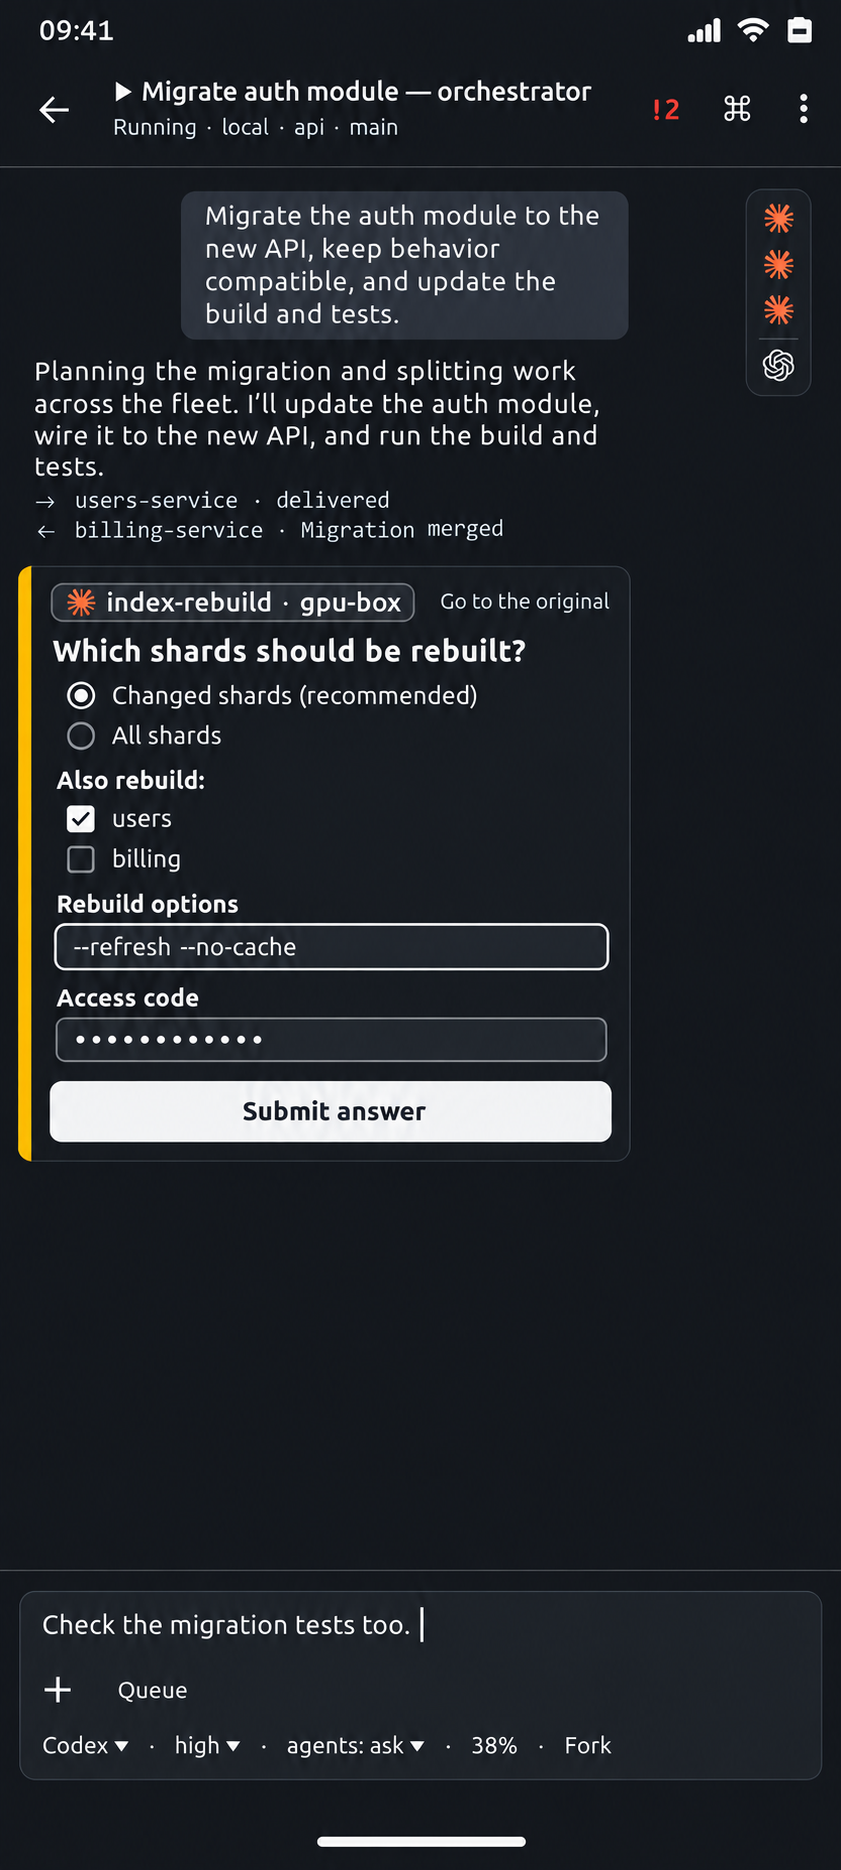 09:41
▶ Migrate auth module — orchestrator
Running · local · api · main
!2
⌘
Migrate the auth module to the
new API, keep behavior
compatible, and update the
build and tests.
Planning the migration and splitting work
across the fleet. I’ll update the auth module,
wire it to the new API, and run the build and
tests.
→ users-service · delivered
← billing-service · Migration merged
index-rebuild · gpu-box
Go to the original
Which shards should be rebuilt?
Changed shards (recommended)
All shards
Also rebuild:
users
billing
Rebuild options
--refresh --no-cache
Access code
••••••••••••
Submit answer
Check the migration tests too.
+ Queue
Codex ▾ · high ▾ · agents: ask ▾ · 38% · Fork